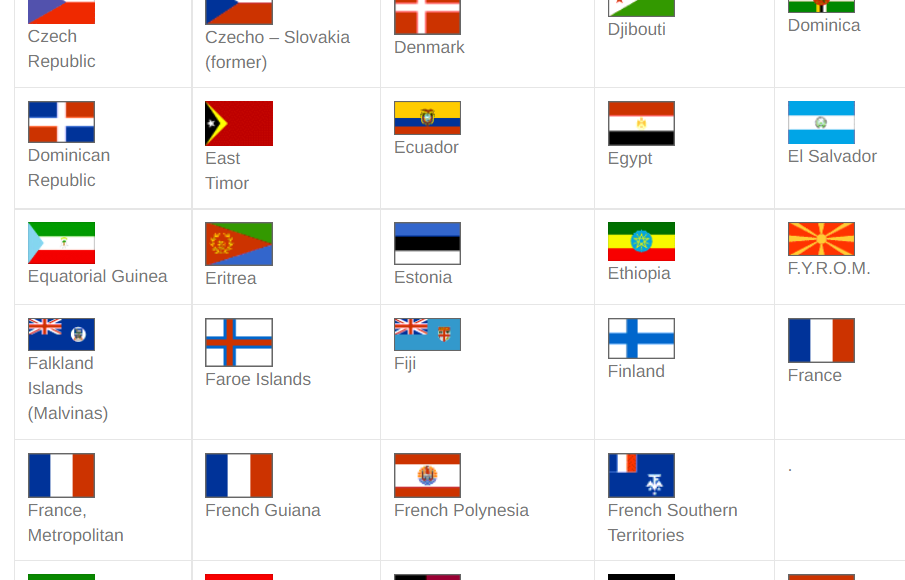 Czech
Republic
Czecho – Slovakia
(former)
Denmark
Djibouti
Dominica
Dominican
Republic
East
Timor
Ecuador
Egypt
El Salvador
Equatorial Guinea
Eritrea
Estonia
Ethiopia
F.Y.R.O.M.
Falkland
Islands
(Malvinas)
Faroe Islands
Fiji
Finland
France
France,
Metropolitan
French Guiana
French Polynesia
French Southern
Territories
.